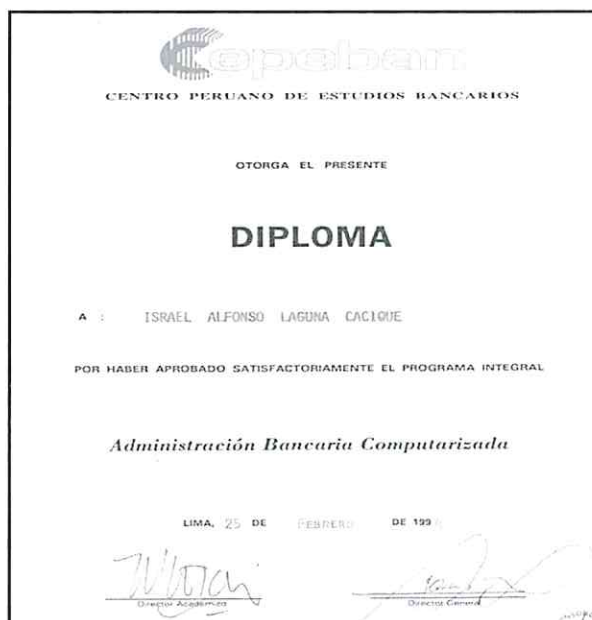 Copeban
CENTRO PERUANO DE ESTUDIOS BANCARIOS
OTORGA EL PRESENTE
DIPLOMA
A : ISRAEL ALFONSO LAGUNA CACIQUE
POR HABER APROBADO SATISFACTORIAMENTE EL PROGRAMA INTEGRAL
Administración Bancaria Computarizada
LIMA, 25 DE FEBRERO DE 199
Director Académico
Director General